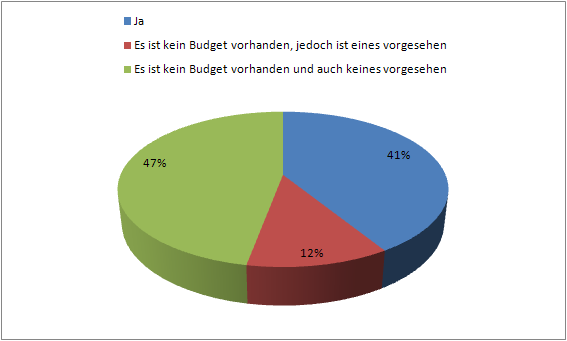 Ja
Es ist kein Budget vorhanden, jedoch ist eines vorgesehen
Es ist kein Budget vorhanden und auch keines vorgesehen
47%
41%
12%